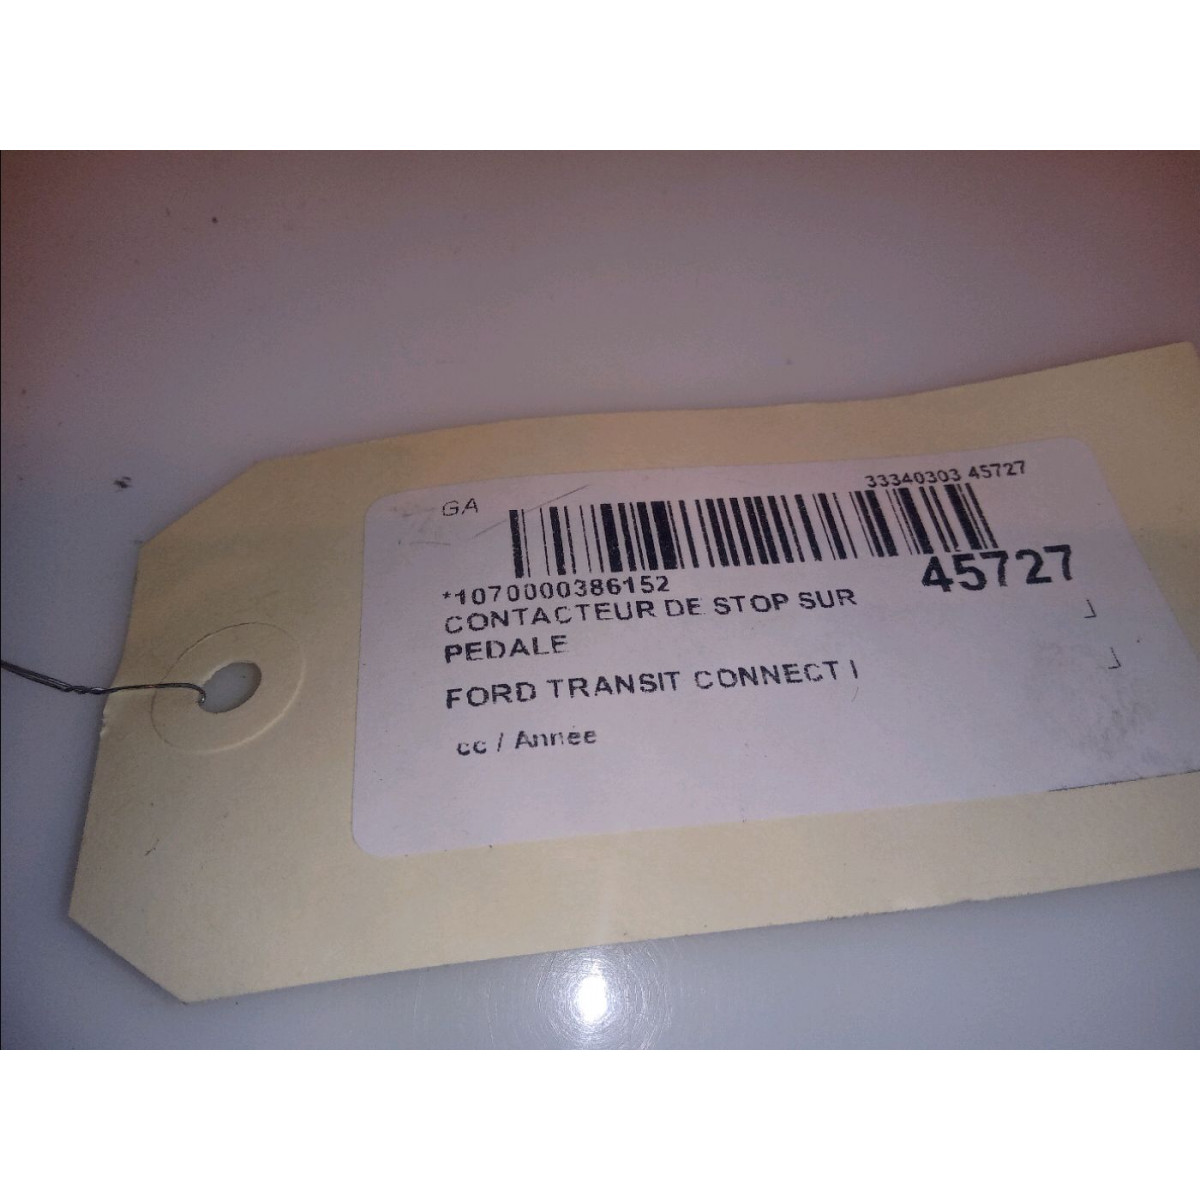 GA
33340303 45727
*1070000386152
45727
CONTACTEUR DE STOP SUR
PEDALE
FORD TRANSIT CONNECT I
cc / Année